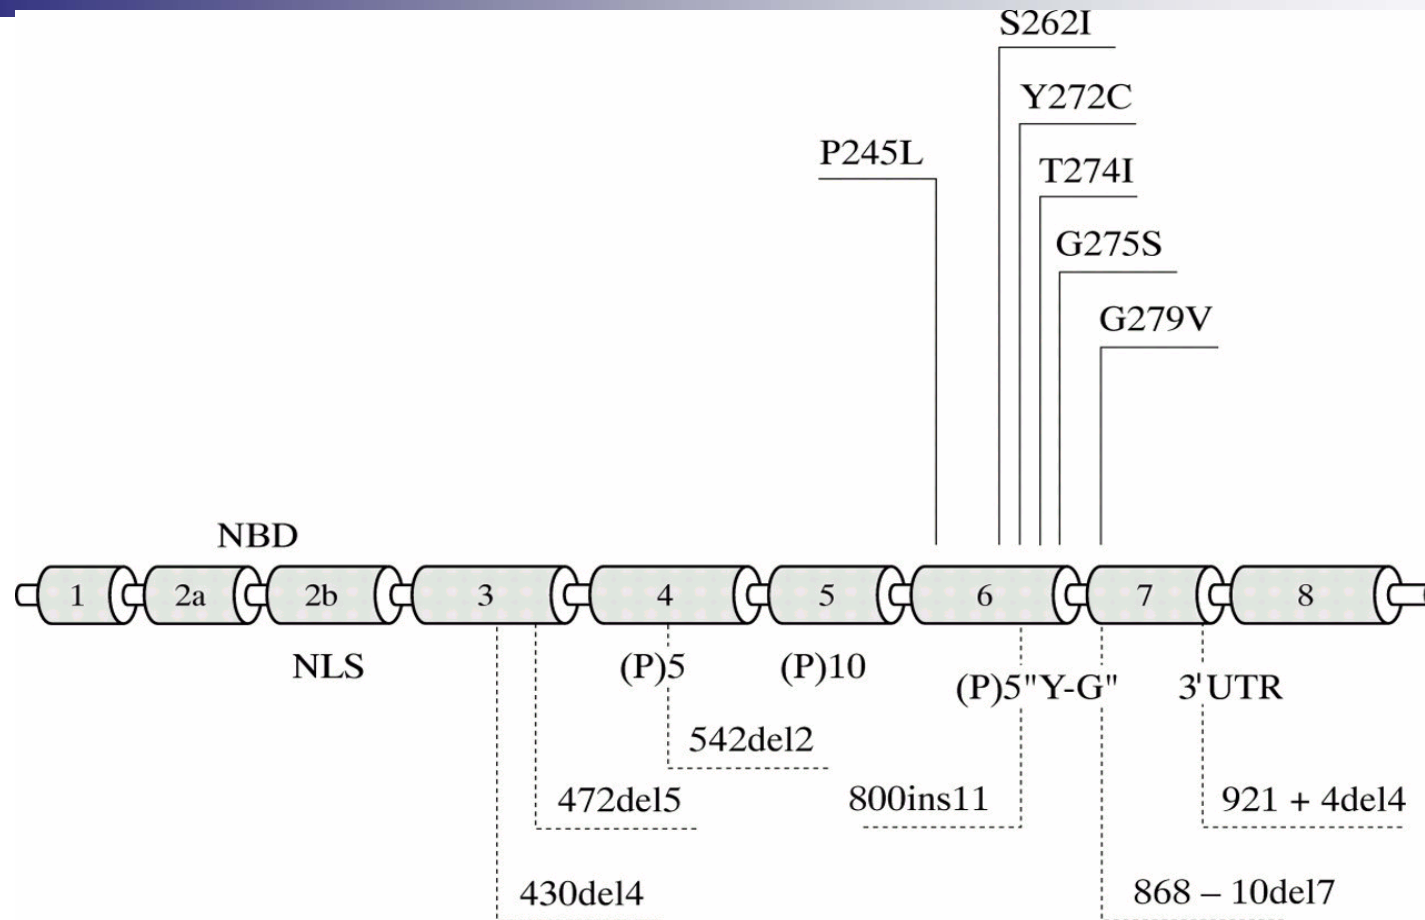 S262I
Y272C
P245L
T274I
G275S
G279V
NBD
1 2a 2b 3 4 5 6 7 8
NLS
(P)5
(P)10
(P)5"Y-G"
3'UTR
542del2
472del5
800ins11
921 + 4del4
430del4
868 – 10del7